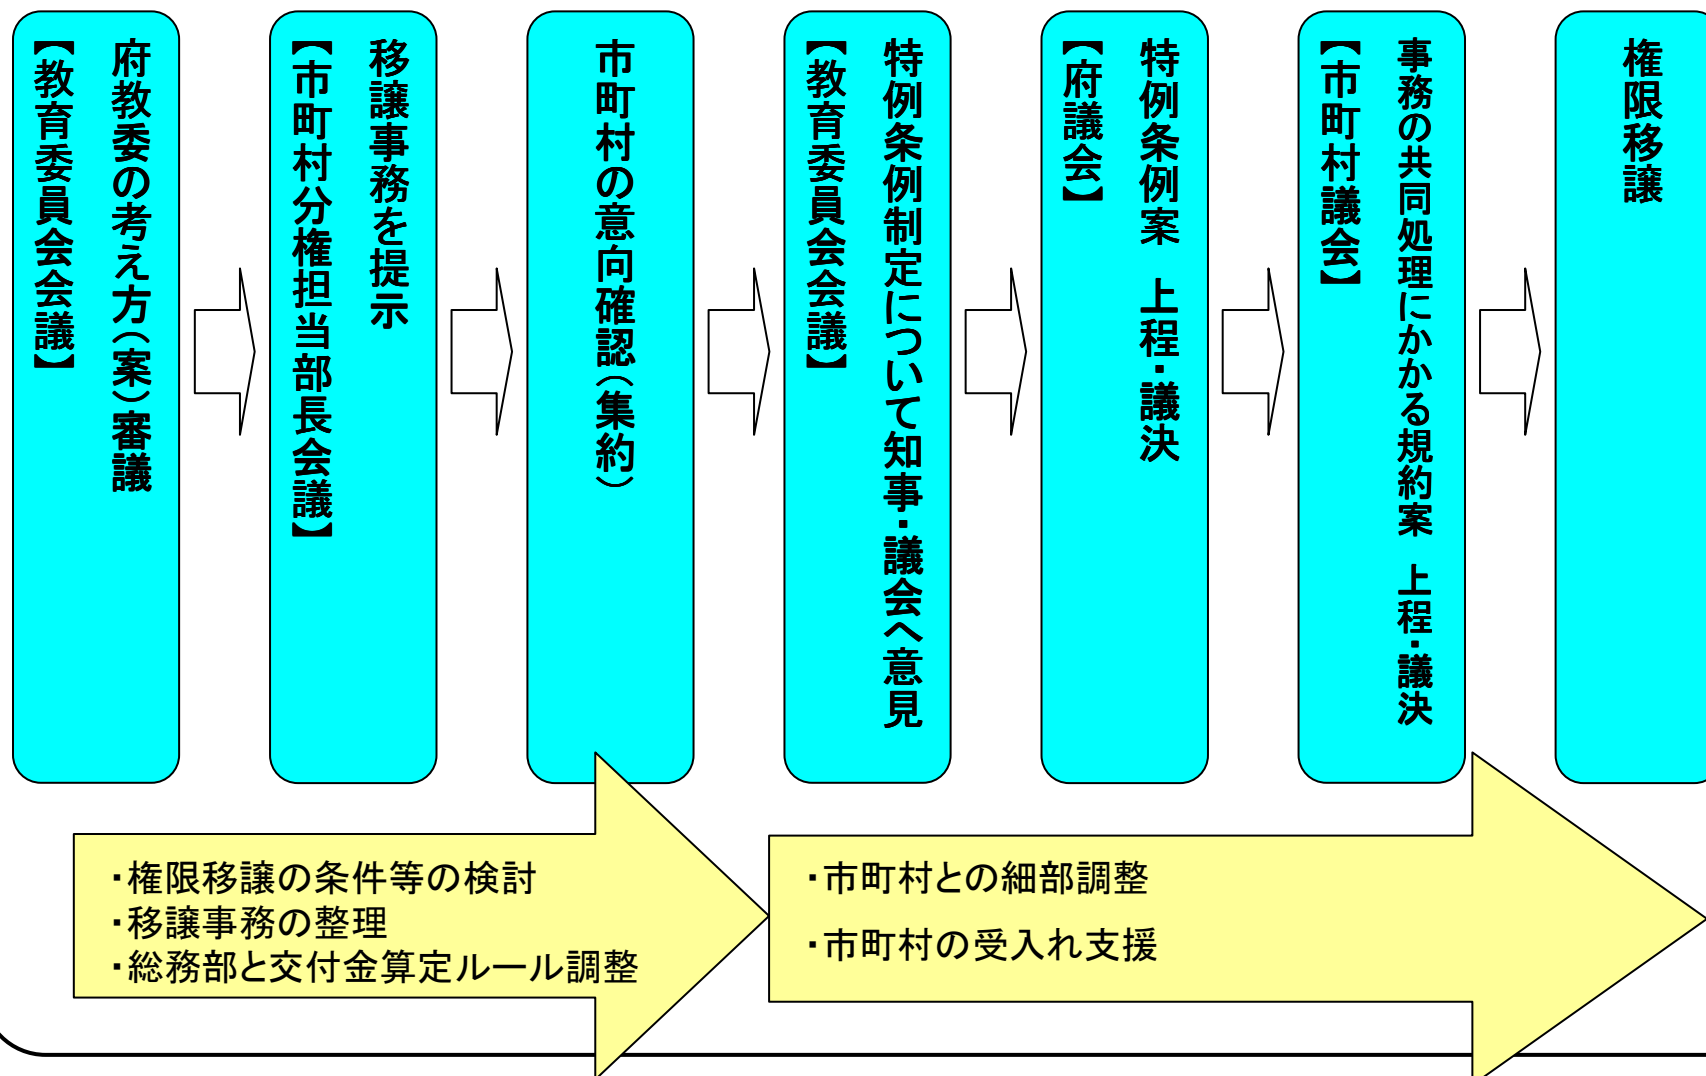 府教委の考え方（案）審議
【教育委員会会議】
移譲事務を提示
【市町村分権担当部長会議】
市町村の意向確認（集約）
特例条例制定について知事・議会へ意見
【教育委員会会議】
特例条例案　上程・議決
【府議会】
事務の共同処理にかかる規約案　上程・議決
【市町村議会】
権限移譲
・権限移譲の条件等の検討
・移譲事務の整理
・総務部と交付金算定ルール調整
・市町村との細部調整
・市町村の受入れ支援